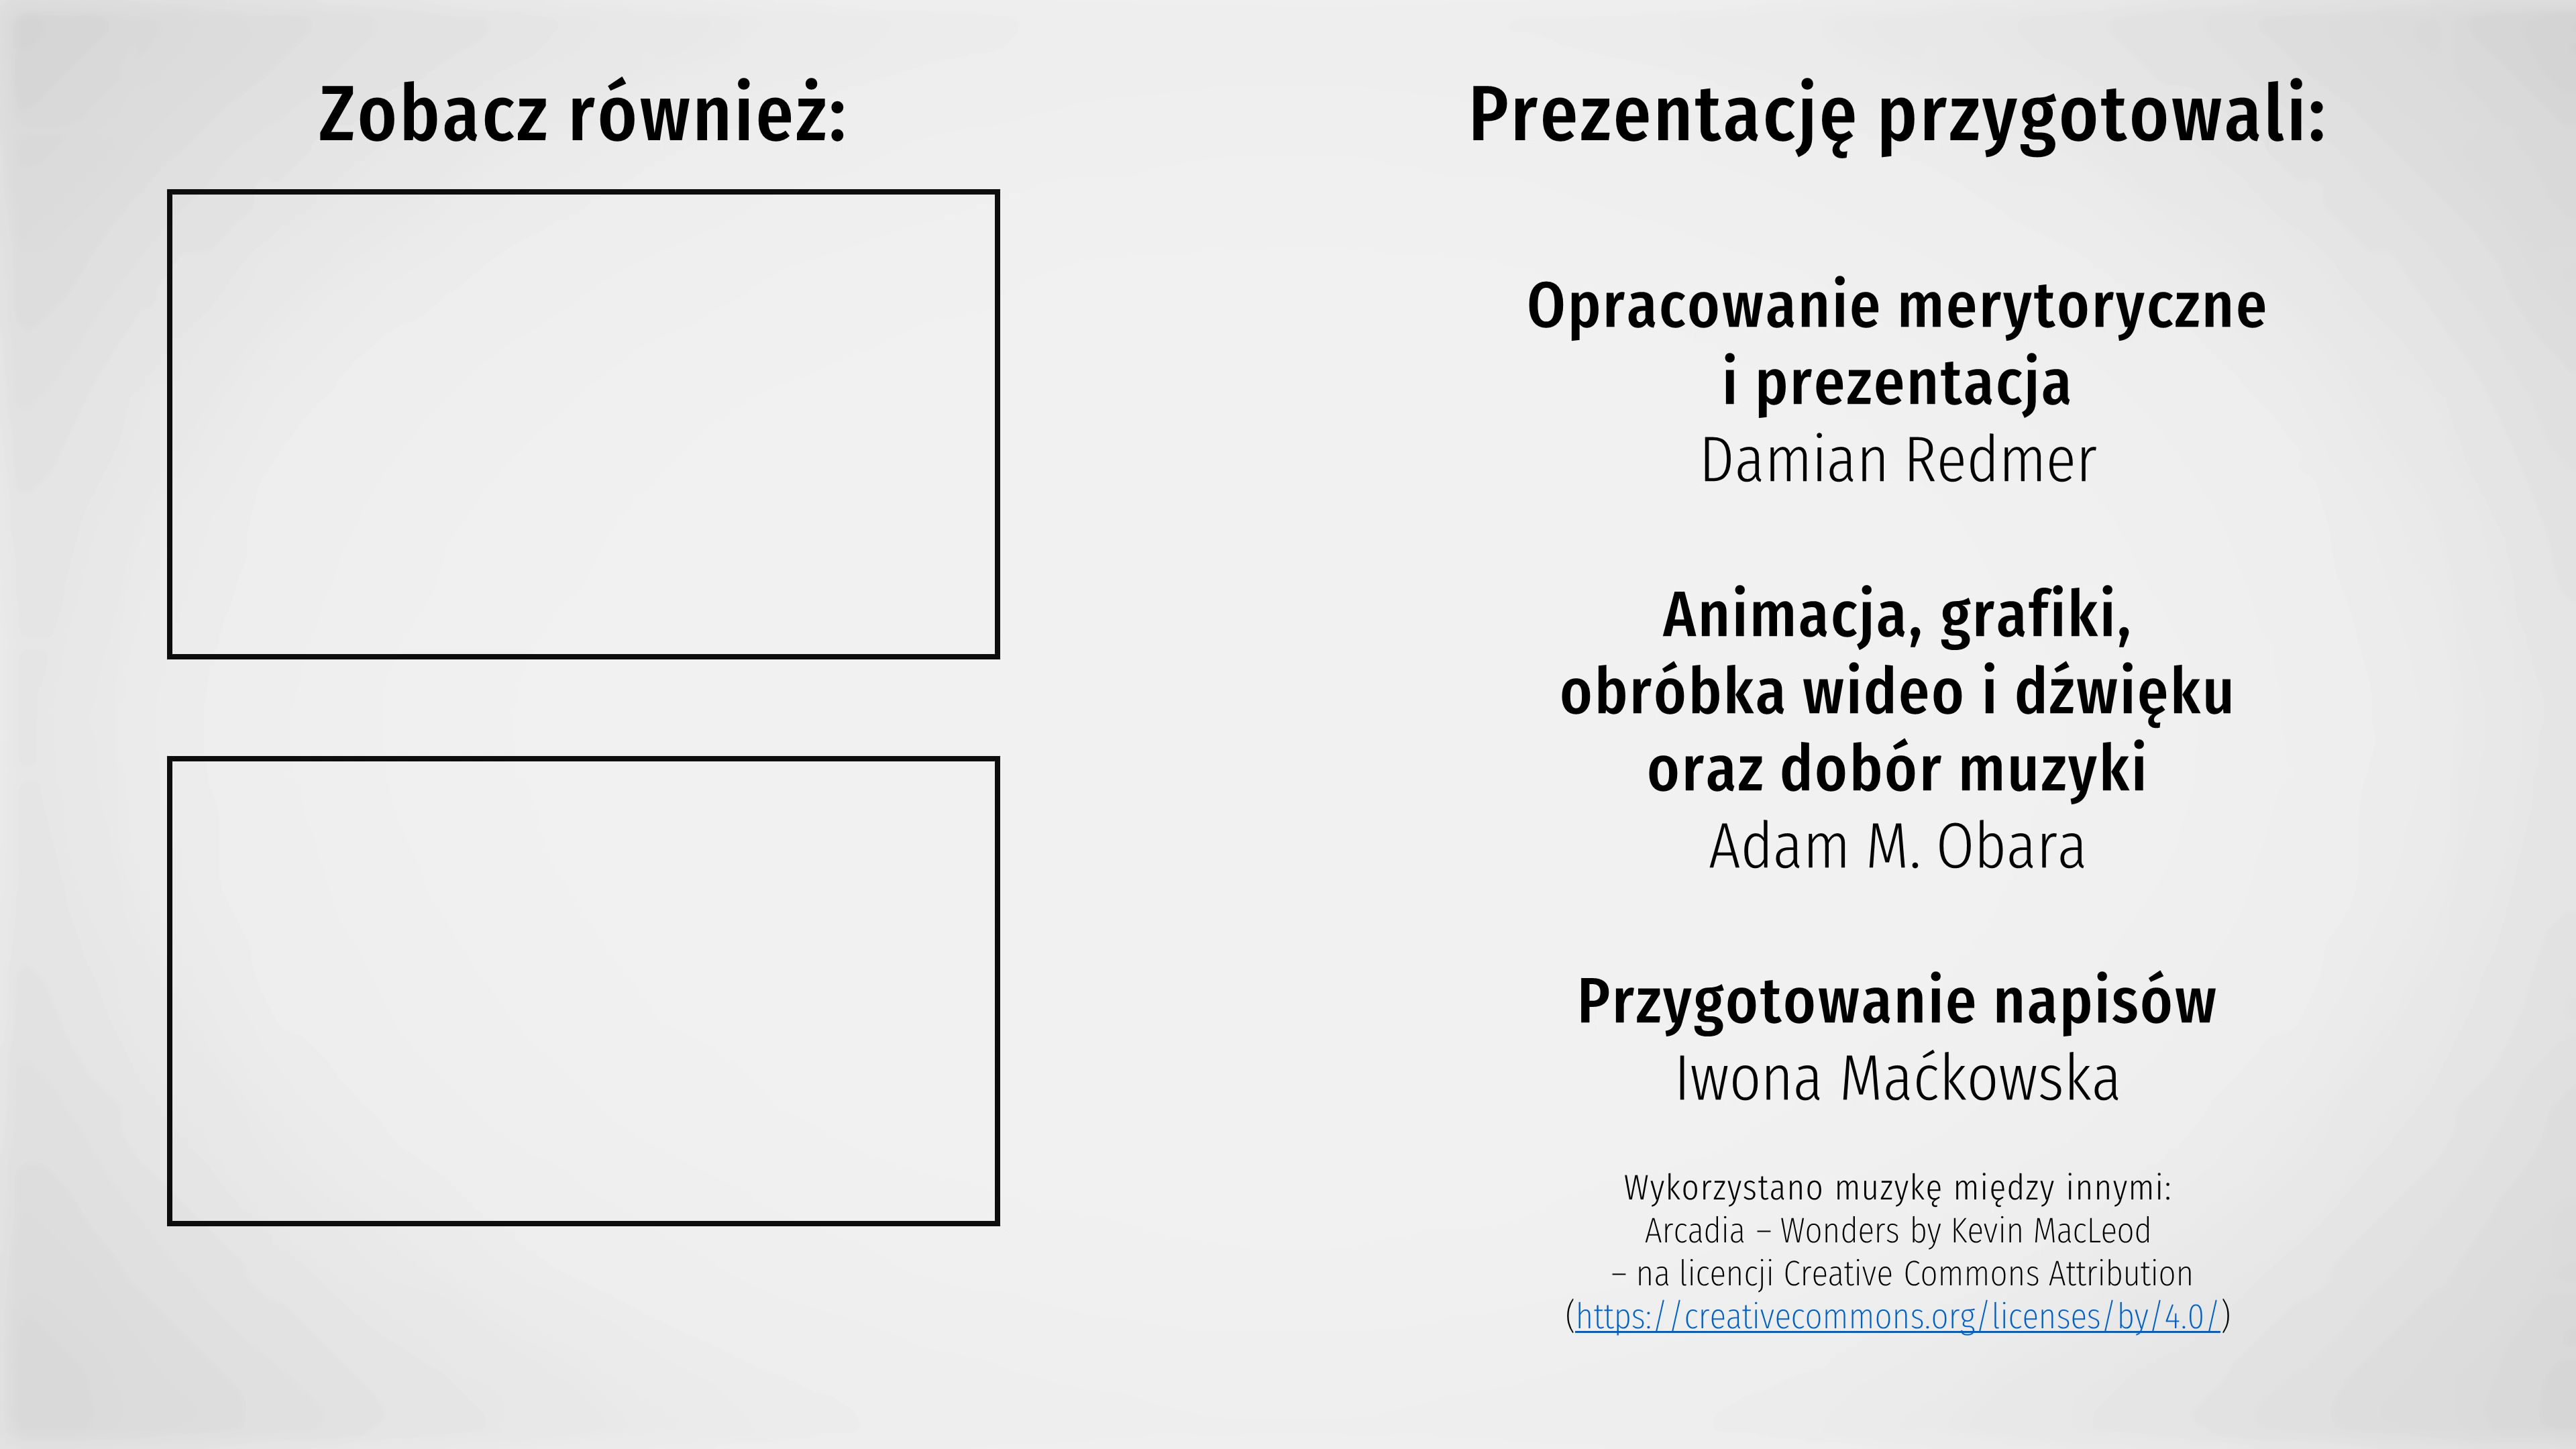 Zobacz również:
Prezentację przygotowali:
Opracowanie merytoryczne
i prezentacja
Damian Redmer
Animacja, grafiki,
obróbka wideo i dźwięku
oraz dobór muzyki
Adam M. Obara
Przygotowanie napisów
Iwona Maćkowska
Wykorzystano muzykę między innymi:
Arcadia – Wonders by Kevin MacLeod
– na licencji Creative Commons Attribution
(https://creativecommons.org/licenses/by/4.0/)